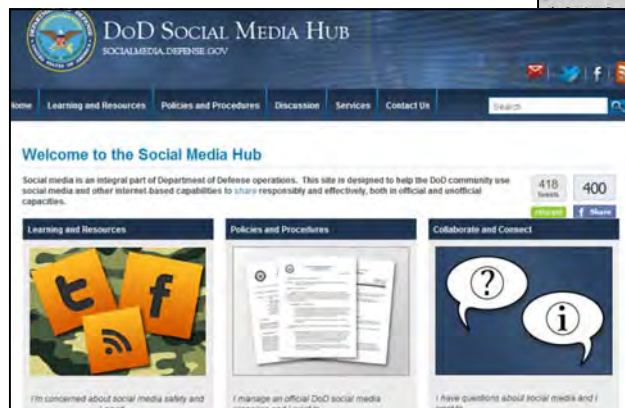 DoD Social Media Hub
SOCIALMEDIA.DEFENSE.GOV
Home Learning and Resources Policies and Procedures Discussion Services Contact Us Search
Welcome to the Social Media Hub
Social media is an integral part of Department of Defense operations. This site is designed to help the DoD community use
social media and other internet-based capabilities to share responsibly and effectively, both in official and unofficial
capacities.
418
tweets
400
retweet
Share
Learning and Resources Policies and Procedures Collaborate and Connect
I'm concerned about social media safety and
I manage an official DoD social media
I have questions about social media and I